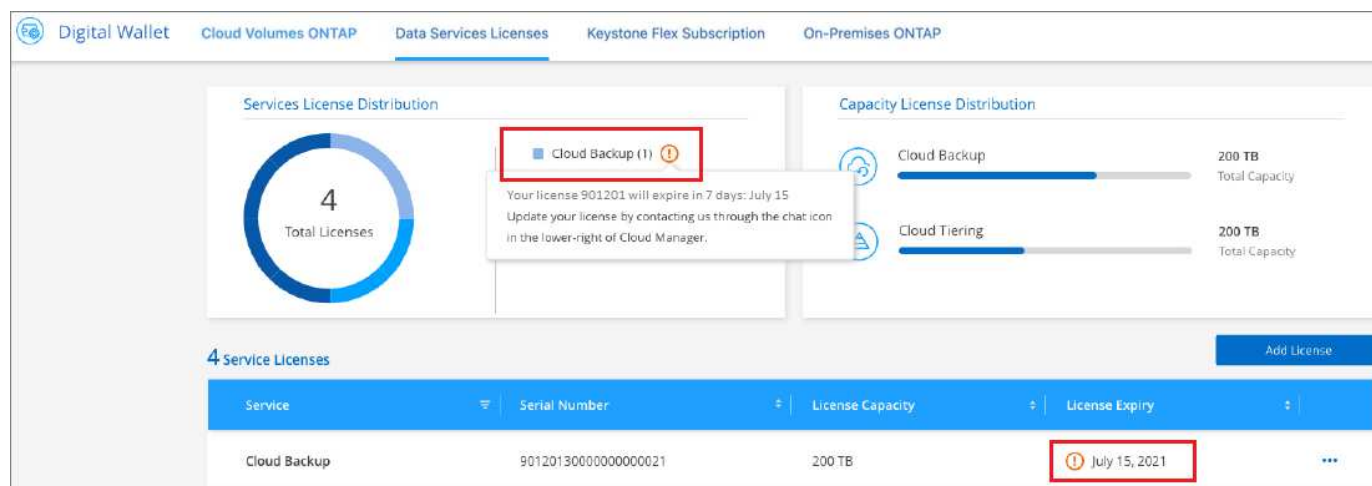 Digital Wallet
Cloud Volumes ONTAP
Data Services Licenses
Keystone Flex Subscription
On-Premises ONTAP
Services License Distribution
4
Total Licenses
Cloud Backup (1)
Your license 901201 will expire in 7 days: July 15
Update your license by contacting us through the chat icon
in the lower-right of Cloud Manager.
Capacity License Distribution
Cloud Backup
200 TB
Total Capacity
Cloud Tiering
200 TB
Total Capacity
4 Service Licenses
Add License
Service
Serial Number
License Capacity
License Expiry
Cloud Backup
90120130000000000021
200 TB
July 15, 2021